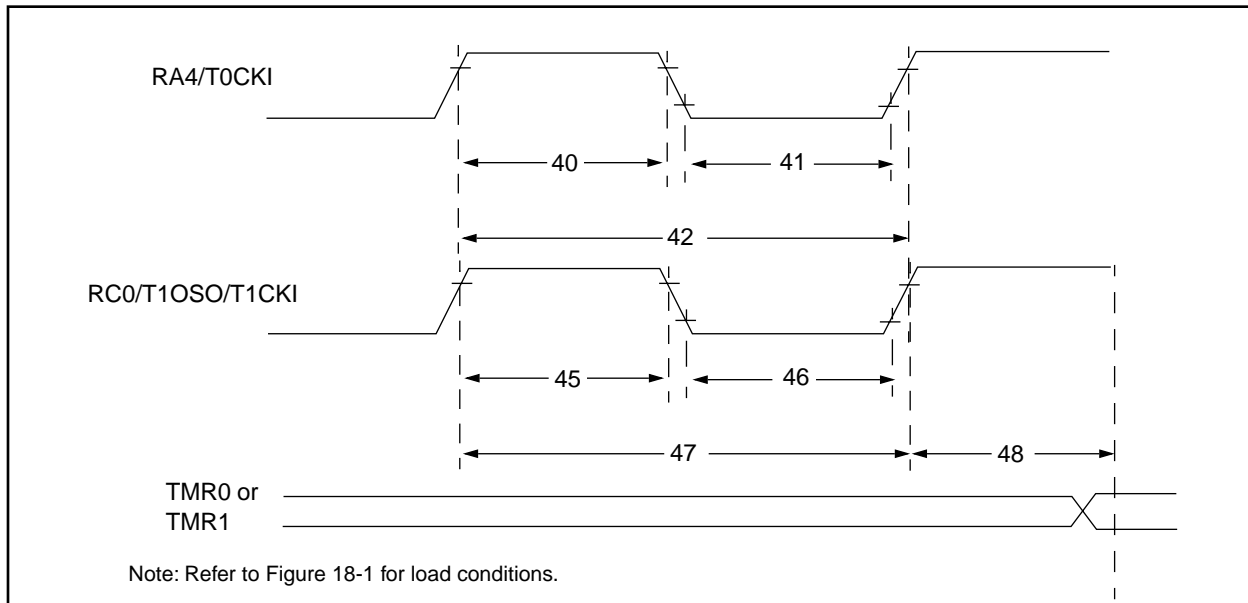 RA4/T0CKI
40
41
42
RC0/T1OSO/T1CKI
45
46
47
48
TMR0 or
TMR1
Note: Refer to Figure 18-1 for load conditions.